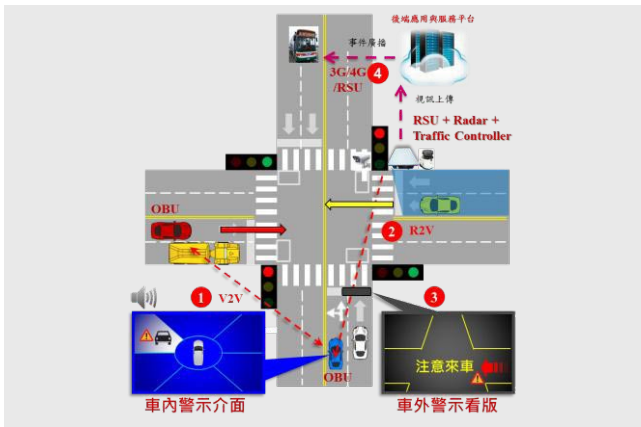 後端應用與服務平台
事件廣播
3G/4G
/RSU
4
視訊上傳
RSU + Radar +
Traffic Controller
OBU
2
R2V
1
V2V
3
注意來車
OBU
車內警示介面
車外警示看版